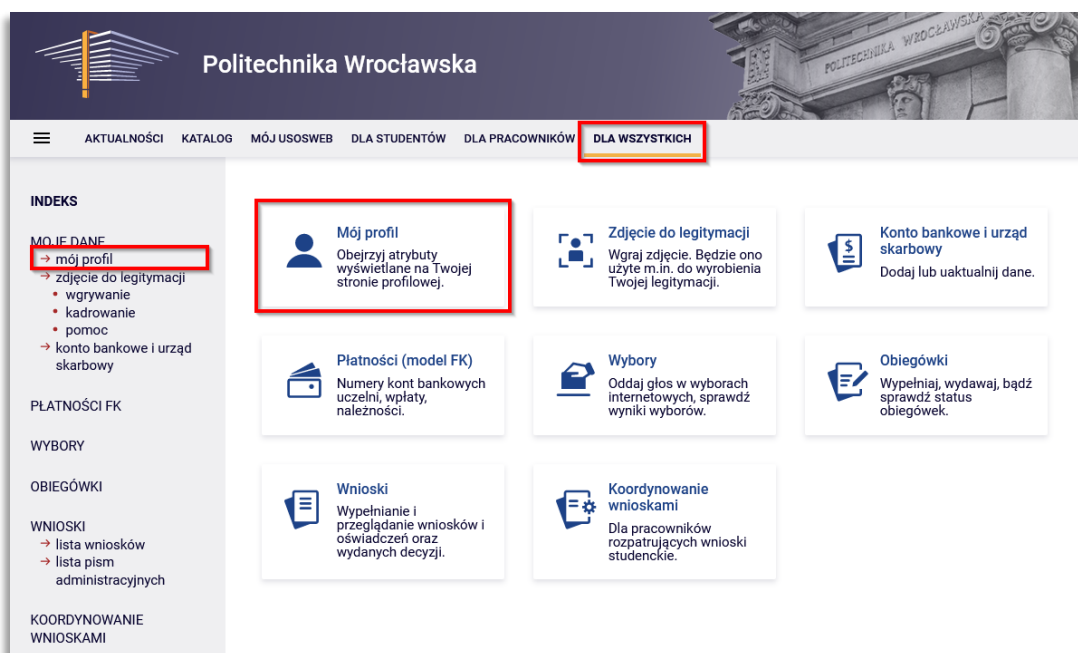 Politechnika Wrocławska
POLITECHNIKA WROCŁAWSKA
AKTUALNOŚCI KATALOG MÓJ USOSWEB DLA STUDENTÓW DLA PRACOWNIKÓW DLA WSZYSTKICH
INDEKS
MOJE DANE
→ mój profil
→ zdjęcie do legitymacji
• wgrywanie
• kadrowanie
• pomoc
→ konto bankowe i urząd
skarbowy
PŁATNOŚCI FK
WYBORY
OBIEGÓWKI
WNIOSKI
→ lista wniosków
→ lista pism
administracyjnych
KOORDYNOWANIE
WNIOSKAMI
Mój profil
Obejrzyj atrybuty
wyświetlane na Twojej
stronie profilowej.
Zdjęcie do legitymacji
Wgraj zdjęcie. Będzie ono
użyte m.in. do wyrobienia
Twojej legitymacji.
Konto bankowe i urząd
skarbowy
Dodaj lub uaktualnij dane.
Płatności (model FK)
Numery kont bankowych
uczelni, wpłaty,
należności.
Wybory
Oddaj głos w wyborach
internetowych, sprawdź
wyniki wyborów.
Obiegówki
Wypełniaj, wydawaj, bądź
sprawdź status
obiegówek.
Wnioski
Wypełnianie i
przeglądanie wniosków i
oświadczeń oraz
wydanych decyzji.
Koordynowanie
wnioskami
Dla pracowników
rozpatrujących wnioski
studenckie.